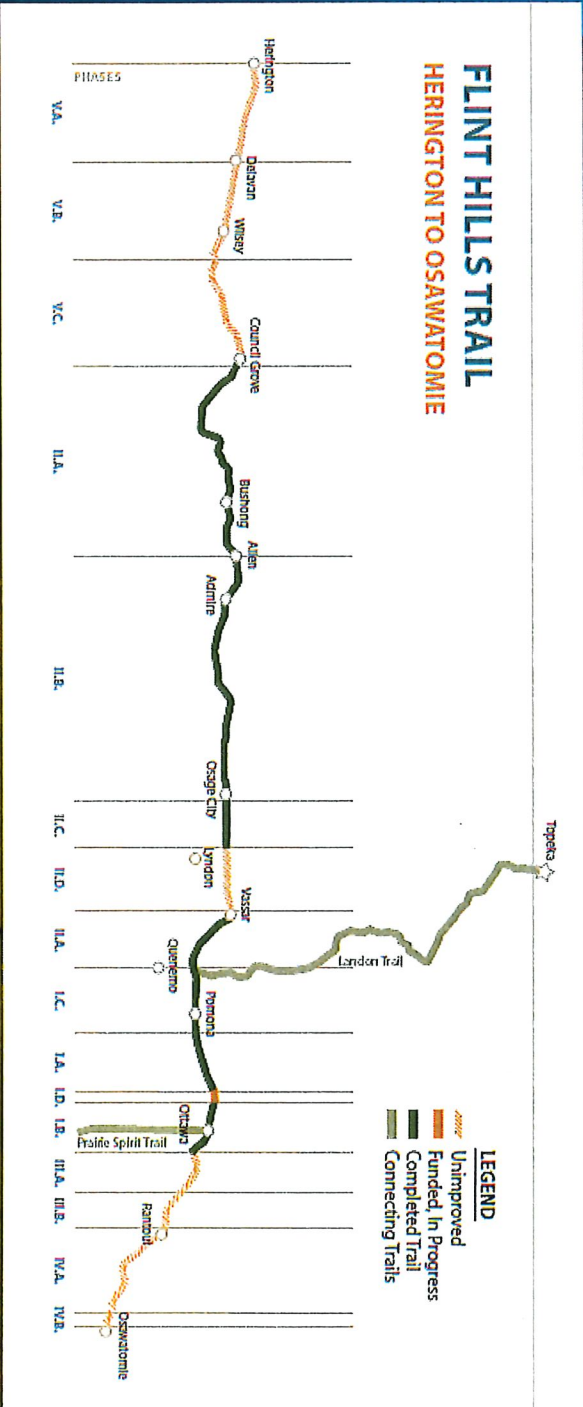 FLINT HILLS TRAIL
HERINGTON TO OSAWATOMIE
Topeka
LEGEND
Unimproved
Funded, In Progress
Completed Trail
Connecting Trails
Landon Trail
Herington
Delavan
Wilsey
Council Grove
Bushong
Allen
Admire
Osage City
Lyndon
Vassar
Quenemo
Pomona
Ottawa
Prairie Spirit Trail
Rantoul
Osawatomie
PHASES
V.A.
V.B.
V.C.
II.A.
II.B.
II.C.
II.D.
II.A.
I.C.
I.A.
I.D.
I.B.
III.A.
III.B.
IV.A.
IV.B.